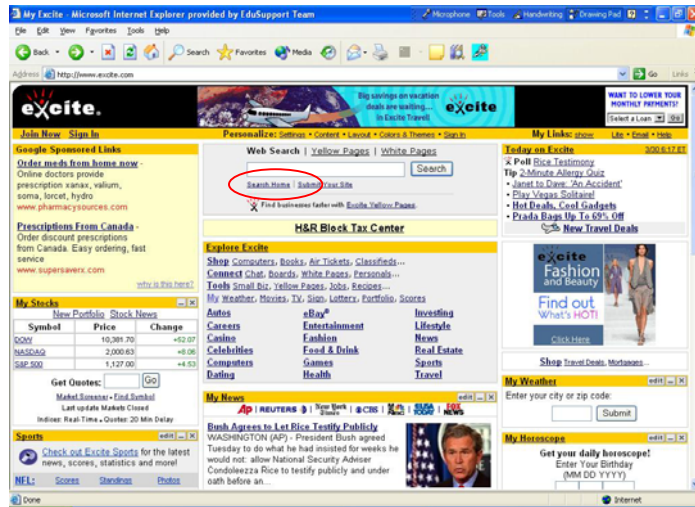 My Excite - Microsoft Internet Explorer provided by EduSupport Team
Microphone Tools Handwriting Drawing Pad
File Edit View Favorites Tools Help
Back Search Favorites Media
Address http://www.excite.com Go Links
excite.
Big savings on vacation
deals are waiting...
in Excite Travel!
excite
WANT TO LOWER YOUR
MONTHLY PAYMENTS?
Select a Loan Go
Join Now Sign In
Personalize: Settings • Content • Layout • Colors & Themes • Sign In
My Links: show Lite • Email • Help
Google Sponsored Links
Order meds from home now -
Online doctors provide
prescription xanax, valium,
soma, lorcet, hydro
www.pharmacysources.com
Prescriptions From Canada -
Order discount prescriptions
from Canada. Easy ordering, fast
service
www.supersaverx.com
why is this here?
My Stocks
New Portfolio Stock News
Symbol Price Change
DOW 10,381.70 +52.07
NASDAQ 2,000.63 +8.06
S&P 500 1,127.00 +4.53
Get Quotes: Go
Market Screener • Find Symbol
Last update Markets Closed
Indices: Real-Time • Quotes: 20 Min Delay
Sports edit
Check out Excite Sports for the latest
news, scores, statistics and more!
NFL: Scores Standings Photos
Web Search | Yellow Pages | White Pages
Search
Search Home | Submit Your Site
Find businesses faster with Excite Yellow Pages.
H&R Block Tax Center
Explore Excite
Shop Computers, Books, Air Tickets, Classifieds...
Connect Chat, Boards, White Pages, Personals...
Tools Small Biz, Yellow Pages, Jobs, Recipes...
My Weather, Movies, TV, Sign, Lottery, Portfolio, Scores
Autos eBay® Investing
Careers Entertainment Lifestyle
Casino Fashion News
Celebrities Food & Drink Real Estate
Computers Games Sports
Dating Health Travel
My News edit
AP | REUTERS | New York Times | CBS | USA TODAY | FOX NEWS
Bush Agrees to Let Rice Testify Publicly
WASHINGTON (AP) - President Bush agreed
Tuesday to do what he had insisted for weeks he
would not: allow National Security Adviser
Condoleezza Rice to testify publicly and under
oath before an...
Today on Excite 3/30 6:17 ET
Poll Rice Testimony
Tip 2-Minute Allergy Quiz
• Janet to Dave: 'An Accident'
• Play Vegas Solitaire!
• Hot Deals, Cool Gadgets
• Prada Bags Up To 69% Off
New Travel Deals
excite
Fashion
and Beauty
Find out
What's HOT!
Click Here
Shop Travel Deals, Mortgages...
My Weather edit
Enter your city or zip code:
Submit
My Horoscope edit
Get your daily horoscope!
Enter Your Birthday
(MM DD YYYY)
Done
Internet